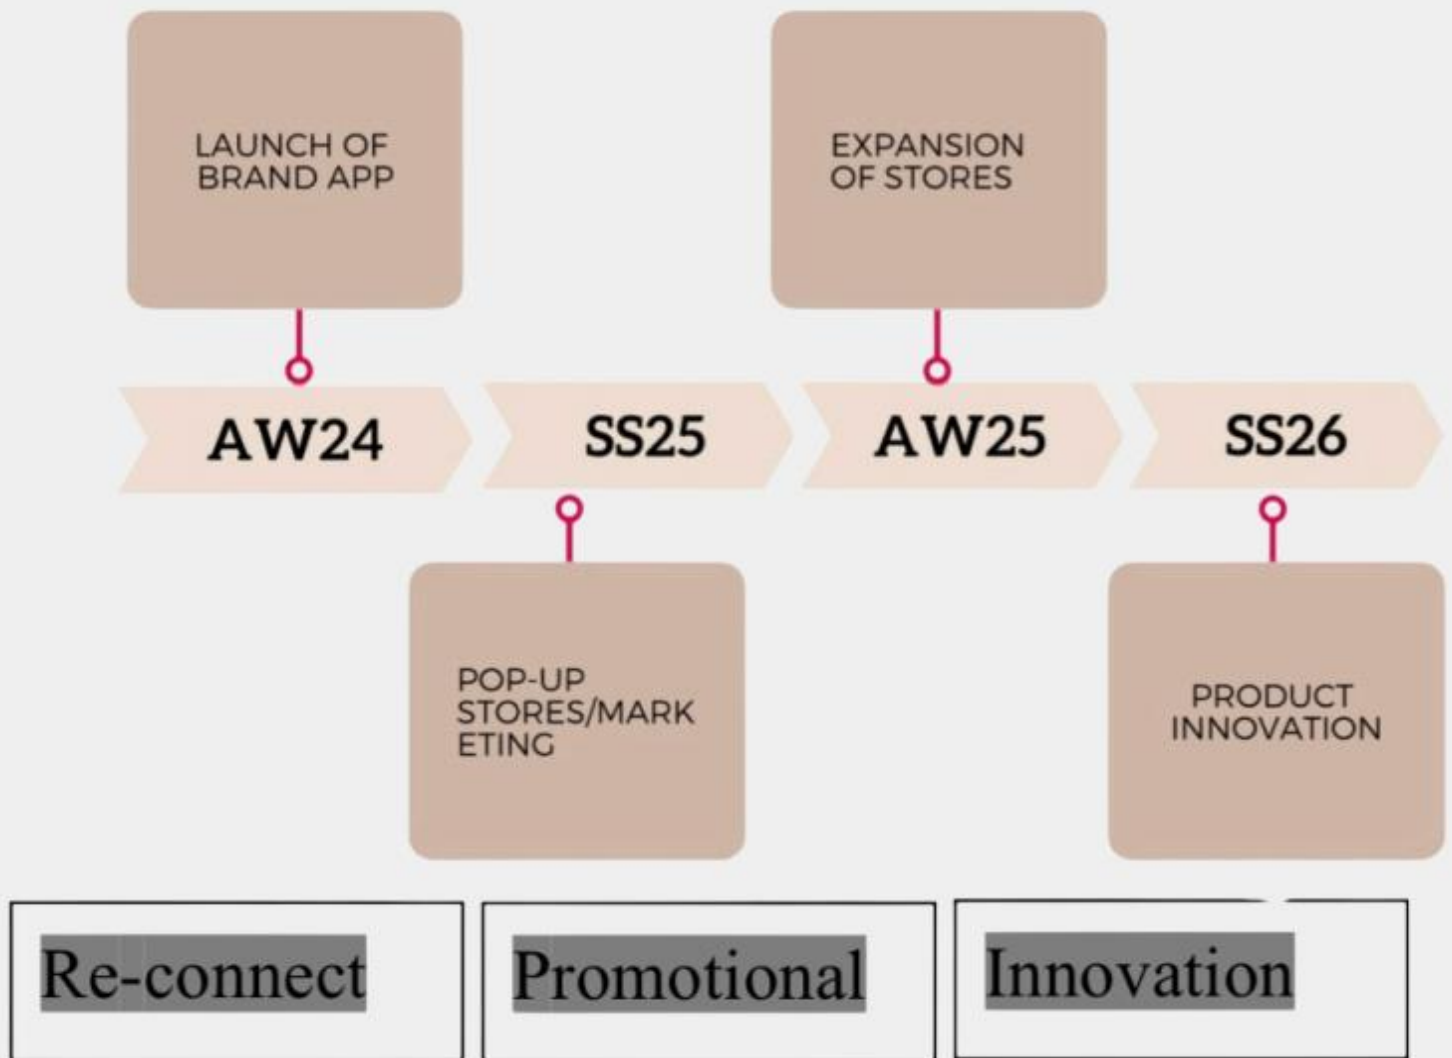 LAUNCH OF
BRAND APP
EXPANSION
OF STORES
AW24
SS25
AW25
SS26
POP-UP
STORES/MARK
ETING
PRODUCT
INNOVATION
Re-connect
Promotional
Innovation